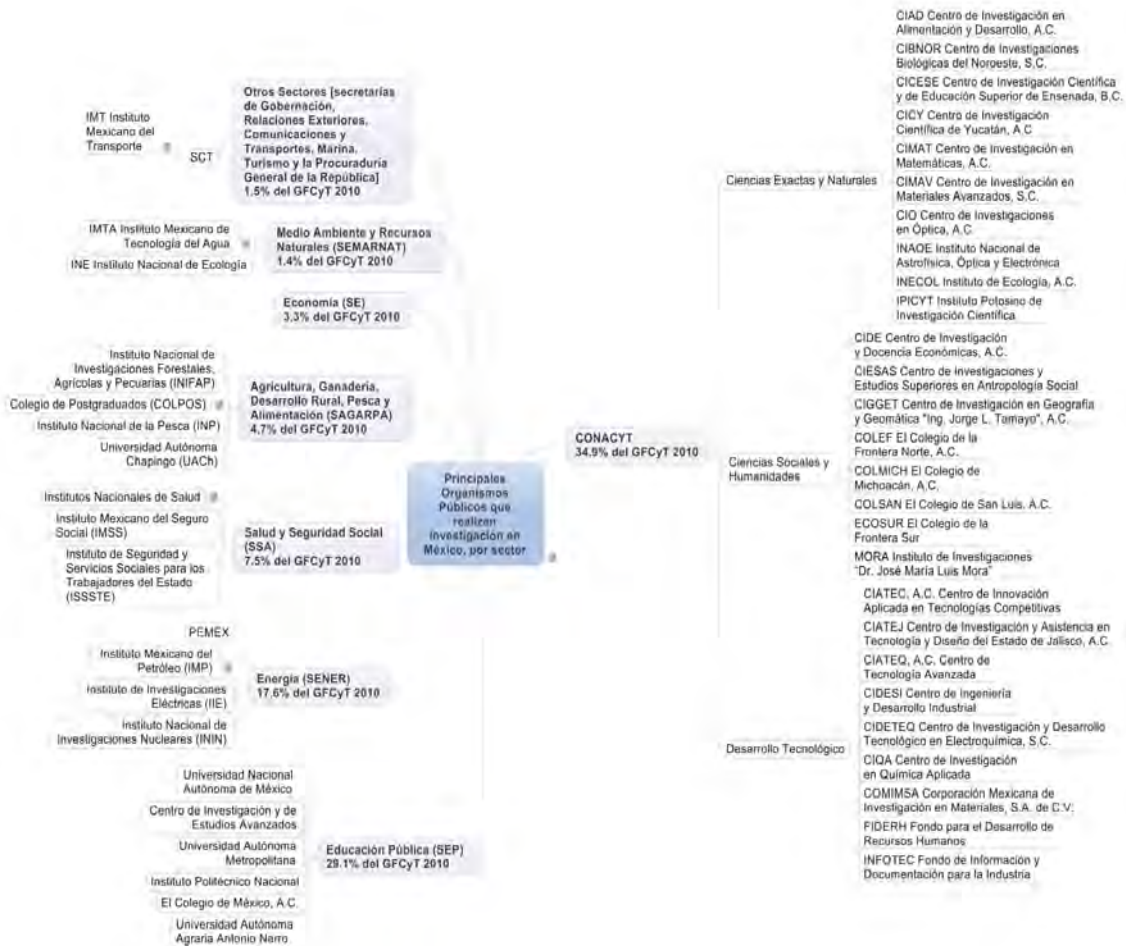 IMT Instituto
Mexicano del
Transporte
SCT
Otros Sectores [secretarías
de Gobernación,
Relaciones Exteriores,
Comunicaciones y
Transportes, Marina,
Turismo y la Procuraduría
General de la República]
1.5% del GFCyT 2010
IMTA Instituto Mexicano de
Tecnología del Agua
INE Instituto Nacional de Ecología
Medio Ambiente y Recursos
Naturales (SEMARNAT)
1.4% del GFCyT 2010
Economía (SE)
3.3% del GFCyT 2010
Instituto Nacional de
Investigaciones Forestales,
Agrícolas y Pecuarias (INIFAP)
Colegio de Postgraduados (COLPOS)
Instituto Nacional de la Pesca (INP)
Universidad Autónoma
Chapingo (UACh)
Agricultura, Ganadería,
Desarrollo Rural, Pesca y
Alimentación (SAGARPA)
4.7% del GFCyT 2010
Institutos Nacionales de Salud
Instituto Mexicano del Seguro
Social (IMSS)
Instituto de Seguridad y
Servicios Sociales para los
Trabajadores del Estado
(ISSSTE)
Salud y Seguridad Social
(SSA)
7.5% del GFCyT 2010
PEMEX
Instituto Mexicano del
Petróleo (IMP)
Instituto de Investigaciones
Eléctricas (IIE)
Instituto Nacional de
Investigaciones Nucleares (ININ)
Energía (SENER)
17.6% del GFCyT 2010
Universidad Nacional
Autónoma de México
Centro de Investigación y de
Estudios Avanzados
Universidad Autónoma
Metropolitana
Instituto Politécnico Nacional
El Colegio de México, A.C.
Universidad Autónoma
Agraria Antonio Narro
Educación Pública (SEP)
29.1% del GFCyT 2010
Principales
Organismos
Públicos que
realizan
investigación en
México, por sector
CONACYT
34.9% del GFCyT 2010
Ciencias Exactas y Naturales
CIAD Centro de Investigación en
Alimentación y Desarrollo, A.C.
CIBNOR Centro de Investigaciones
Biológicas del Noroeste, S.C.
CICESE Centro de Investigación Científica
y de Educación Superior de Ensenada, B.C.
CICY Centro de Investigación
Científica de Yucatán, A.C
CIMAT Centro de Investigación en
Matemáticas, A.C.
CIMAV Centro de Investigación en
Materiales Avanzados, S.C.
CIO Centro de Investigaciones
en Óptica, A.C
INAOE Instituto Nacional de
Astrofísica, Óptica y Electrónica
INECOL Instituto de Ecología, A.C.
IPICYT Instituto Potosino de
Investigación Científica
Ciencias Sociales y
Humanidades
CIDE Centro de Investigación
y Docencia Económicas, A.C.
CIESAS Centro de Investigaciones y
Estudios Superiores en Antropología Social
CIGGET Centro de Investigación en Geografía
y Geomática "Ing. Jorge L. Tamayo", A.C.
COLEF El Colegio de la
Frontera Norte, A.C.
COLMICH El Colegio de
Michoacán, A.C.
COLSAN El Colegio de San Luis, A.C.
ECOSUR El Colegio de la
Frontera Sur
MORA Instituto de Investigaciones
"Dr. José María Luis Mora"
Desarrollo Tecnológico
CIATEC, A.C. Centro de Innovación
Aplicada en Tecnologías Competitivas
CIATEJ Centro de Investigación y Asistencia en
Tecnología y Diseño del Estado de Jalisco, A.C.
CIATEQ, A.C. Centro de
Tecnología Avanzada
CIDESI Centro de Ingeniería
y Desarrollo Industrial
CIDETEQ Centro de Investigación y Desarrollo
Tecnológico en Electroquímica, S.C.
CIQA Centro de Investigación
en Química Aplicada
COMIMSA Corporación Mexicana de
Investigación en Materiales, S.A. de C.V.
FIDERH Fondo para el Desarrollo de
Recursos Humanos
INFOTEC Fondo de Información y
Documentación para la Industria